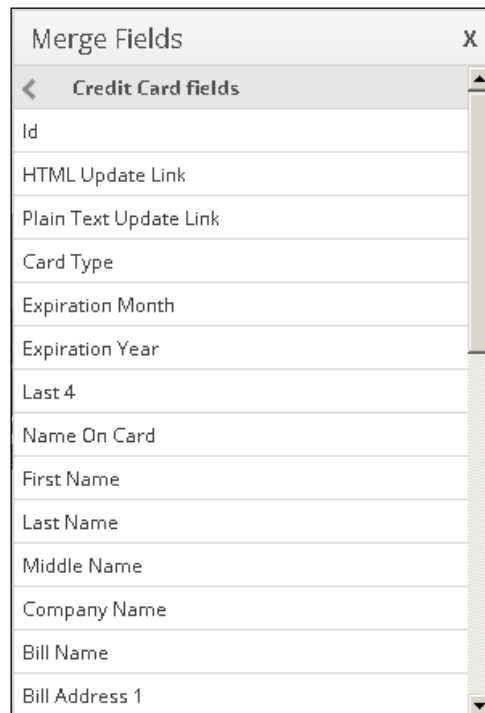 Merge Fields X
Credit Card fields
Id
HTML Update Link
Plain Text Update Link
Card Type
Expiration Month
Expiration Year
Last 4
Name On Card
First Name
Last Name
Middle Name
Company Name
Bill Name
Bill Address 1